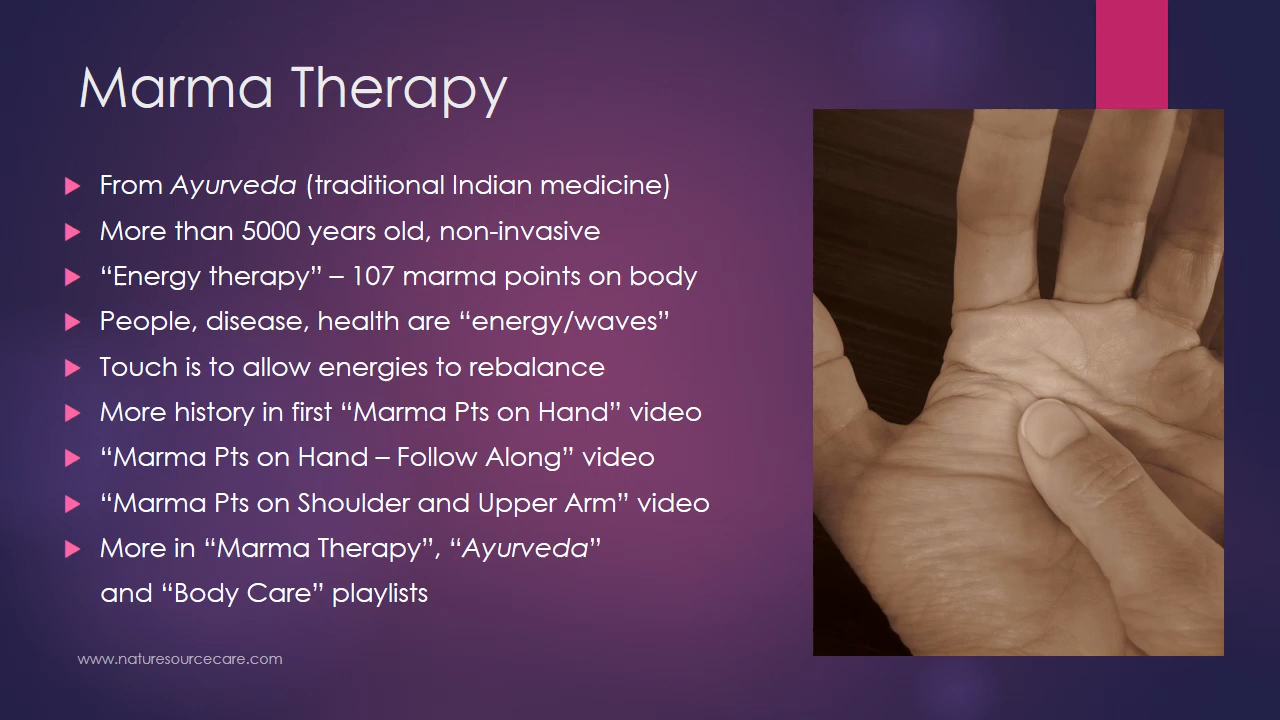 Marma Therapy
From Ayurveda (traditional Indian medicine)
More than 5000 years old, non-invasive
“Energy therapy” – 107 marma points on body
People, disease, health are “energy/waves”
Touch is to allow energies to rebalance
More history in first “Marma Pts on Hand” video
“Marma Pts on Hand – Follow Along” video
“Marma Pts on Shoulder and Upper Arm” video
More in “Marma Therapy”, “Ayurveda”
and “Body Care” playlists
www.naturesourcecare.com